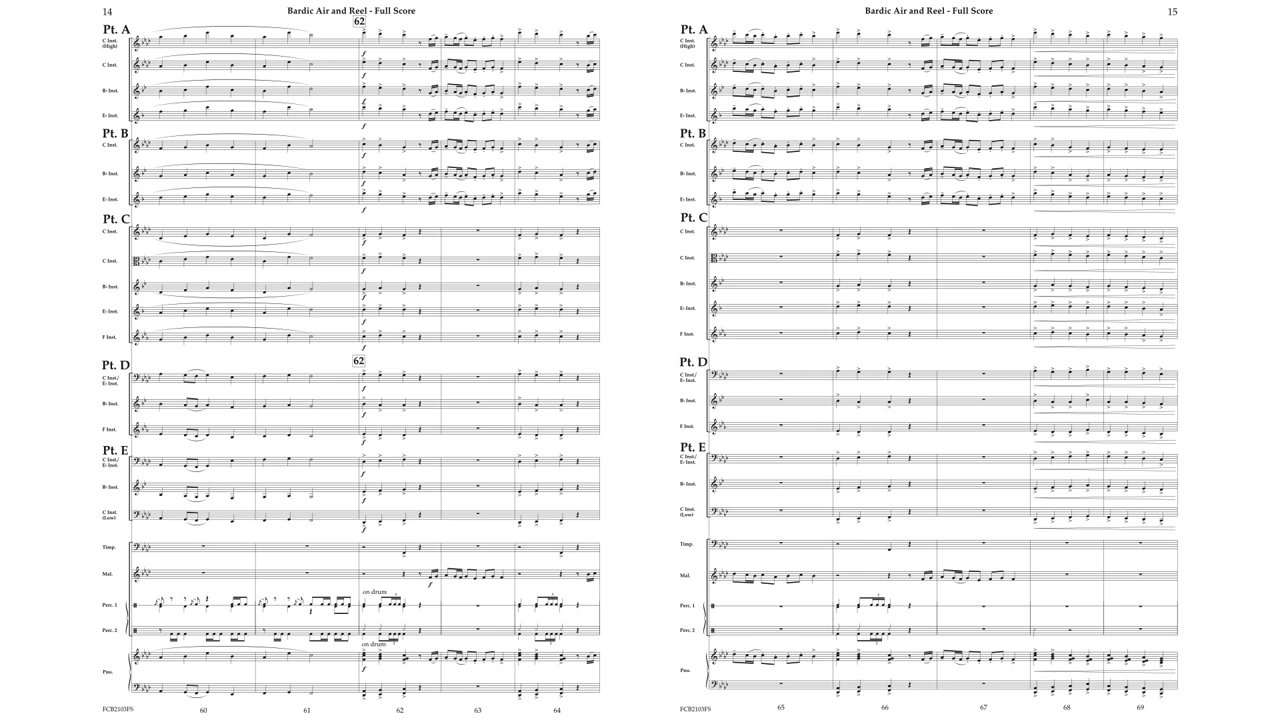 14
Bardic Air and Reel - Full Score
62
Pt. A
C Inst.
(High)
C Inst.
B♭ Inst.
E♭ Inst.
Pt. B
C Inst.
B♭ Inst.
E♭ Inst.
Pt. C
C Inst.
C Inst.
B♭ Inst.
E♭ Inst.
F Inst.
62
Pt. D
C Inst./
E♭ Inst.
B♭ Inst.
F Inst.
Pt. E
C Inst./
E♭ Inst.
B♭ Inst.
C Inst.
(Low)
Timp.
Mal.
on drum
Perc. 1
Perc. 2
on drum
Pno.
FCB2103FS 60 61 62 63 64
Bardic Air and Reel - Full Score
15
Pt. A
C Inst.
(High)
C Inst.
B♭ Inst.
E♭ Inst.
Pt. B
C Inst.
B♭ Inst.
E♭ Inst.
Pt. C
C Inst.
C Inst.
B♭ Inst.
E♭ Inst.
F Inst.
Pt. D
C Inst./
E♭ Inst.
B♭ Inst.
F Inst.
Pt. E
C Inst./
E♭ Inst.
B♭ Inst.
C Inst.
(Low)
Timp.
Mal.
Perc. 1
Perc. 2
Pno.
FCB2103FS 65 66 67 68 69